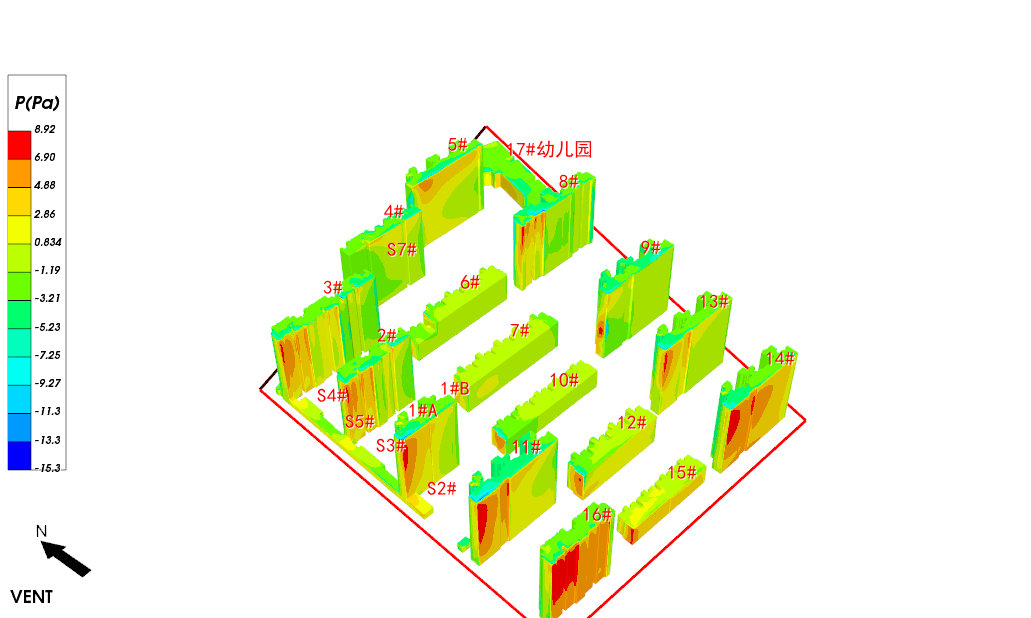 P(Pa)
8.92
6.90
4.88
2.86
0.834
-1.19
-3.21
-5.23
-7.25
-9.27
-11.3
-13.3
-15.3
N
VENT
5#
17#幼儿园
8#
4#
S7#
9#
3#
6#
13#
2#
7#
14#
S4#
1#B
10#
S5#
1#A
12#
S3#
11#
15#
S2#
16#